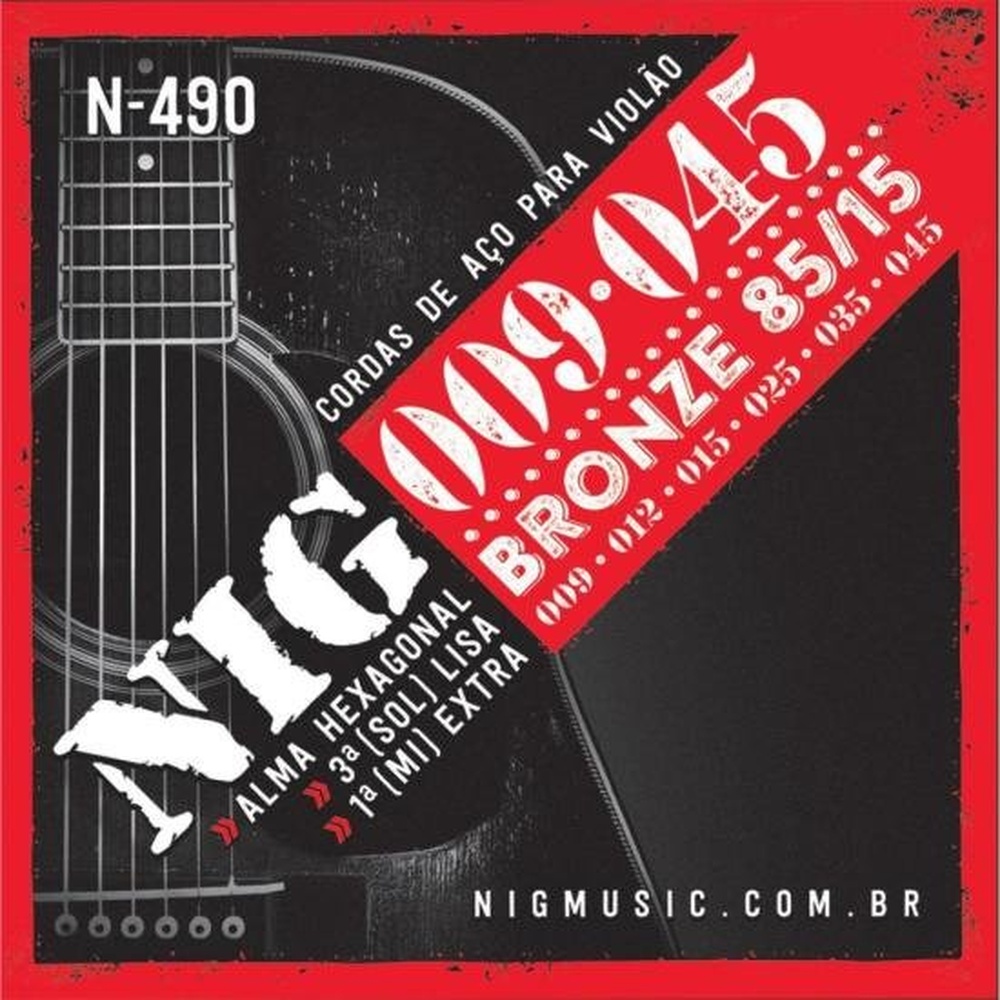 N-490
CORDAS DE AÇO PARA VIOLÃO
009•045
BRONZE 85/15
009 • 012 • 015 • 025 • 035 • 045
NIG
» ALMA HEXAGONAL
» 3ª (SOL) LISA
» 1ª (MI) EXTRA
NIGMUSIC.COM.BR